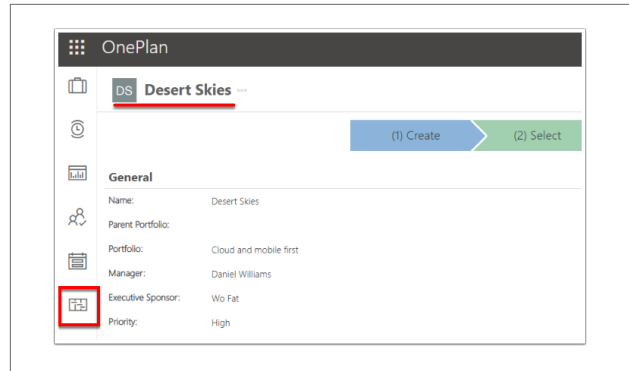 OnePlan
DS Desert Skies
(1) Create (2) Select
General
Name: Desert Skies
Parent Portfolio:
Portfolio: Cloud and mobile first
Manager: Daniel Williams
Executive Sponsor: Wo Fat
Priority: High